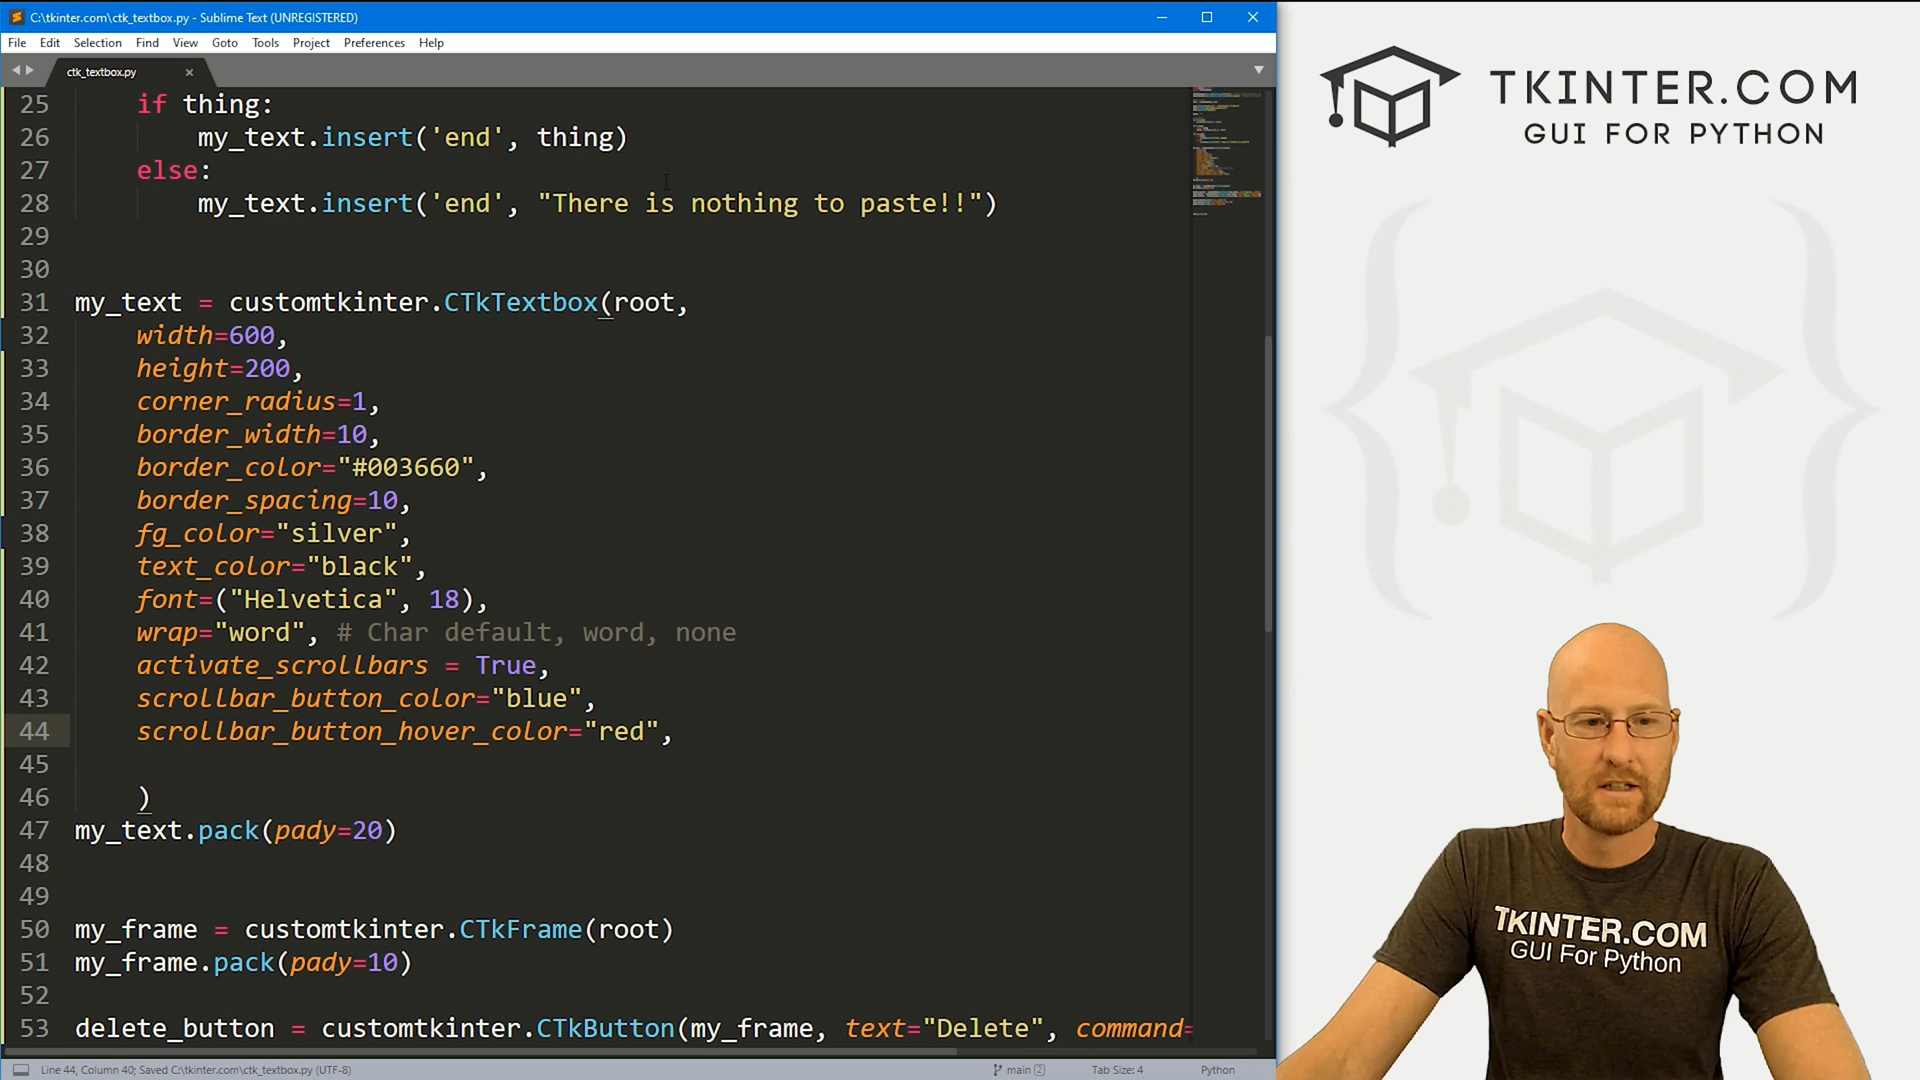 C:\tkinter.com\ctk_textbox.py - Sublime Text (UNREGISTERED)
File Edit Selection Find View Goto Tools Project Preferences Help
ctk_textbox.py
25 if thing:
26 my_text.insert('end', thing)
27 else:
28 my_text.insert('end', "There is nothing to paste!!")
29
30
31 my_text = customtkinter.CTkTextbox(root,
32 width=600,
33 height=200,
34 corner_radius=1,
35 border_width=10,
36 border_color="#003660",
37 border_spacing=10,
38 fg_color="silver",
39 text_color="black",
40 font=("Helvetica", 18),
41 wrap="word", # Char default, word, none
42 activate_scrollbars = True,
43 scrollbar_button_color="blue",
44 scrollbar_button_hover_color="red",
45
46 )
47 my_text.pack(pady=20)
48
49
50 my_frame = customtkinter.CTkFrame(root)
51 my_frame.pack(pady=10)
52
53 delete_button = customtkinter.CTkButton(my_frame, text="Delete", command=
Line 44, Column 40; Saved C:\tkinter.com\ctk_textbox.py (UTF-8)
main 2
Tab Size: 4
Python
TKINTER.COM
GUI FOR PYTHON
TKINTER.COM
GUI For Python